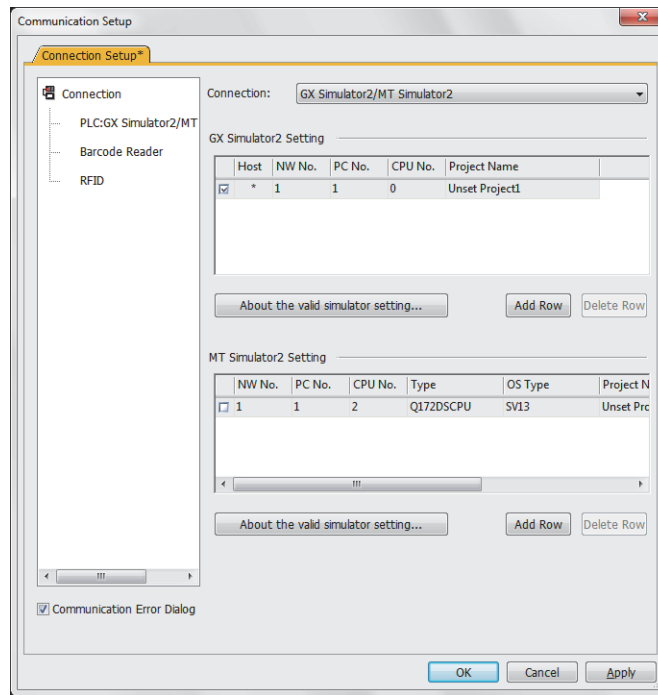 Communication Setup
Connection Setup*
Connection
PLC:GX Simulator2/MT
Barcode Reader
RFID
Communication Error Dialog
Connection: GX Simulator2/MT Simulator2
GX Simulator2 Setting
Host NW No. PC No. CPU No. Project Name
* 1 1 0 Unset Project1
About the valid simulator setting... Add Row Delete Row
MT Simulator2 Setting
NW No. PC No. CPU No. Type OS Type Project N
1 1 2 Q172DSCPU SV13 Unset Pro
About the valid simulator setting... Add Row Delete Row
OK Cancel Apply